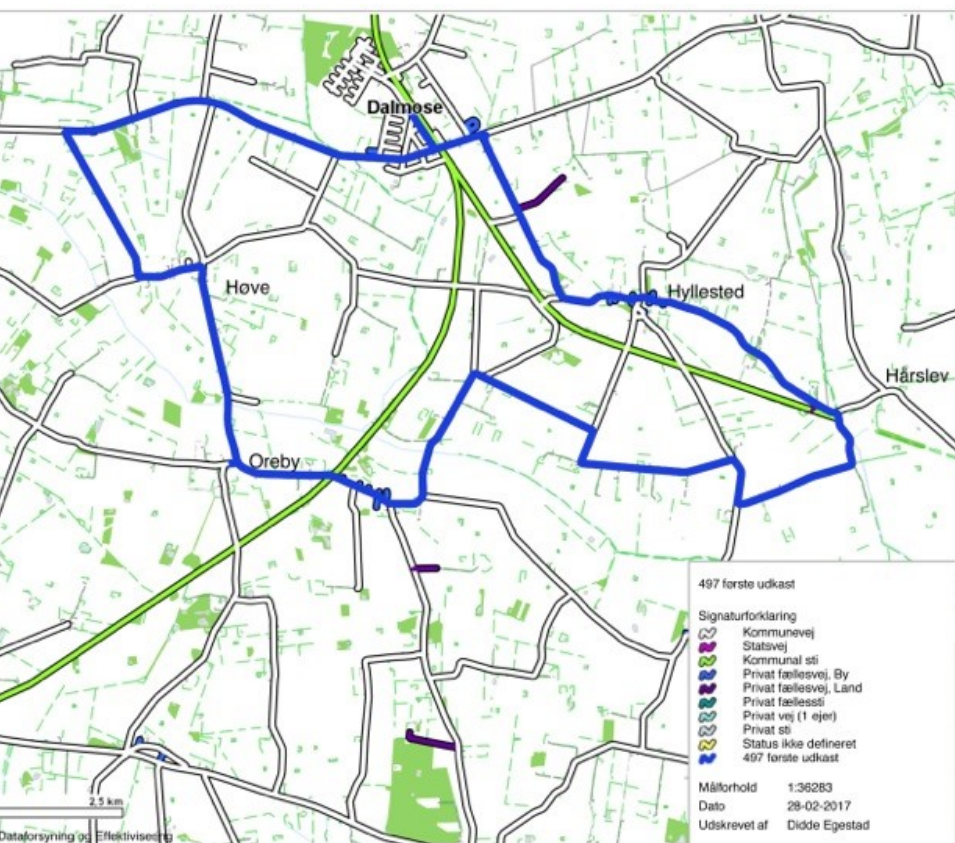 Dalmose
Høve
Hyllested
Hårslev
Oreby
497 første udkast
Signaturforklaring
Kommunevej
Statsvej
Kommunal sti
Privat fællesvej, By
Privat fællesvej, Land
Privat fællessti
Privat vej (1 ejer)
Privat sti
Status ikke defineret
497 første udkast
Målforhold 1:36283
Dato 28-02-2017
Udskrevet af Didde Egestad
2,5 km
Dataforsyning og Effektivisering